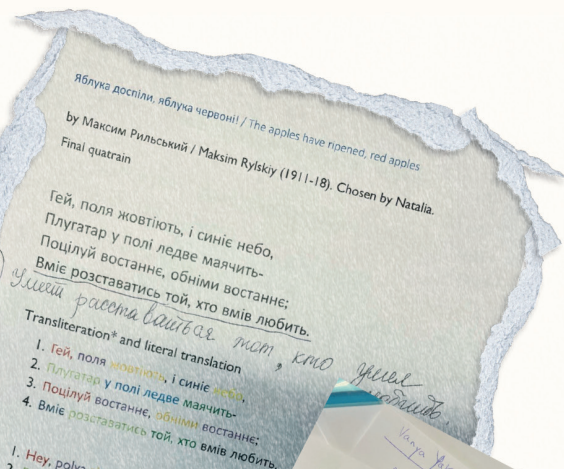 Яблука доспіли, яблука червоні! / The apples have ripened, red apples
by Максим Рильський / Maksim Rylskiy (1911-18). Chosen by Natalia.
Final quatrain
Гей, поля жовтіють, і синіє небо,
Плугатар у полі ледве маячить-
Поцілуй востаннє, обніми востаннє;
Вміє розставатись той, хто вмів любить.
Умеет расставаться тот, кто умел
любить.
Transliteration* and literal translation
1. Гей, поля жовтіють, і синіє небо,
2. Плугатар у полі ледве маячить-
3. Поцілуй востаннє, обніми востаннє;
4. Вміє розставатись той, хто вмів любить.
1. Hey, polya
Vanya